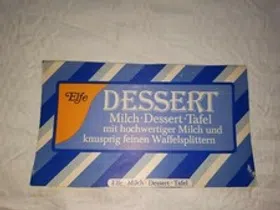 Elfe
DESSERT
Milch · Dessert · Tafel
mit hochwertiger Milch und
knusprig feinen Waffelsplittern
Elfe · Milch · Dessert · Tafel